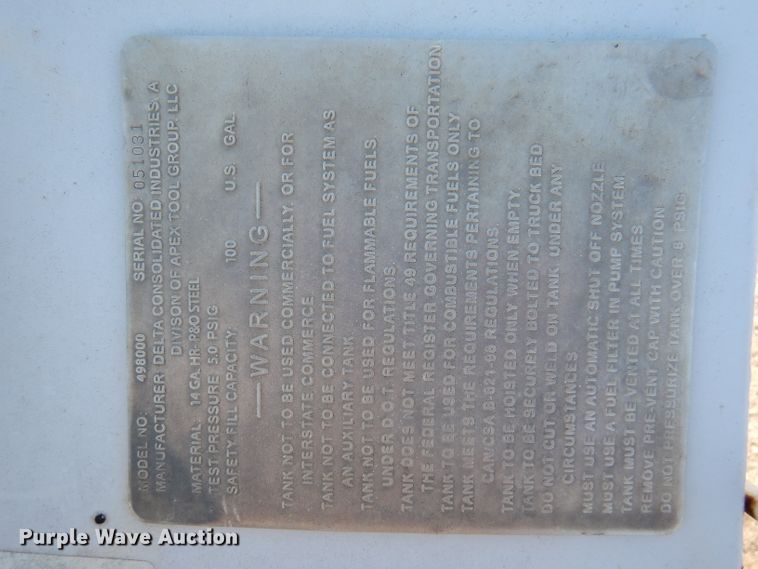 MODEL NO: 498000 SERIAL NO 051031
MANUFACTURER: DELTA CONSOLIDATED INDUSTRIES A
DIVISON OF APEX TOOL GROUP, LLC
MATERIAL: 14 GA. HR-P&O STEEL
TEST PRESSURE 5.0 PSIG
SAFETY FILL CAPACITY: 100 U.S. GAL.
WARNING
TANK NOT TO BE USED COMMERCIALLY, OR FOR
INTERSTATE COMMERCE
TANK NOT TO BE CONNECTED TO FUEL SYSTEM AS
AN AUXILIARY TANK
TANK NOT TO BE USED FOR FLAMMABLE FUELS
UNDER D.O.T. REGULATIONS.
TANK DOES NOT MEET TITLE 49 REQUIREMENTS OF
THE FEDERAL REGISTER GOVERNING TRANSPORTATION
TANK TO BE USED FOR COMBUSTIBLE FUELS ONLY
TANK MEETS THE REQUIREMENTS PERTAINING TO
CAN/CSA B-621-98 REGULATIONS.
TANK TO BE HOISTED ONLY WHEN EMPTY.
TANK TO BE SECURELY BOLTED TO TRUCK BED
DO NOT CUT OR WELD ON TANK UNDER ANY
CIRCUMSTANCES
MUST USE AN AUTOMATIC SHUT OFF NOZZLE
MUST USE A FUEL FILTER IN PUMP SYSTEM
TANK MUST BE VENTED AT ALL TIMES
REMOVE PRE-VENT CAP WITH CAUTION
DO NOT PRESSURIZE TANK OVER 8 PSIG
Purple Wave Auction